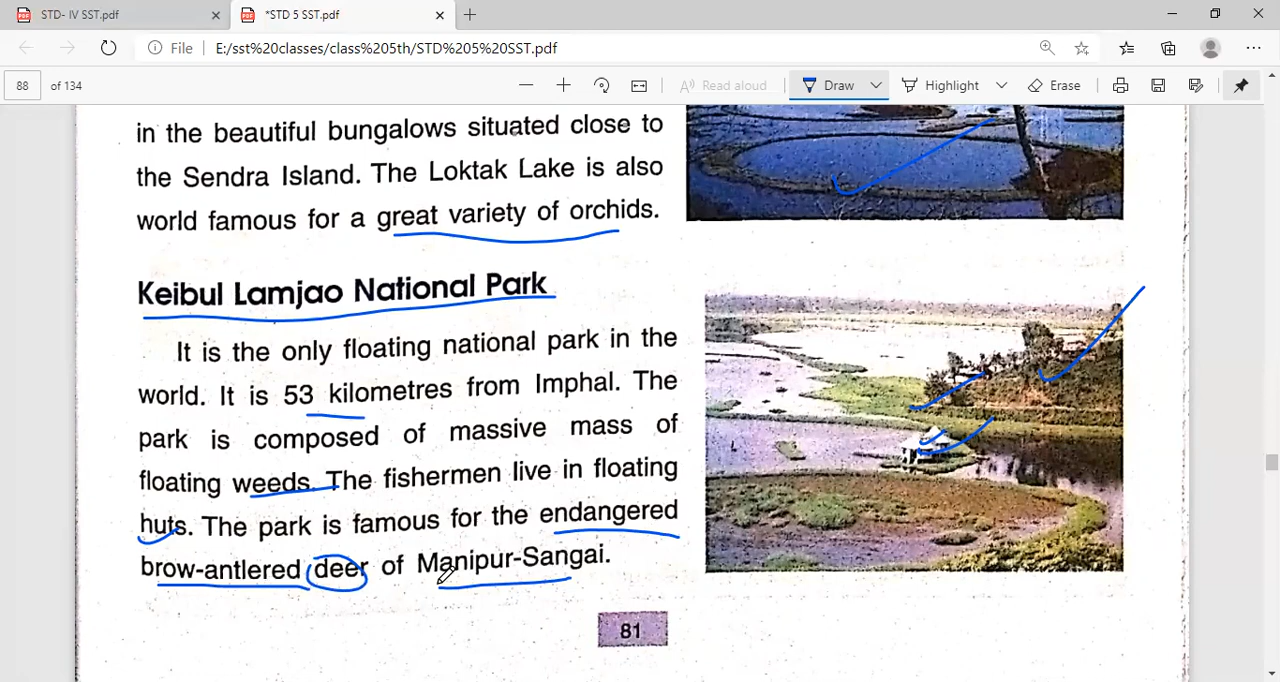 STD- IV SST.pdf
*STD 5 SST.pdf
File
E:/sst%20classes/class%205th/STD%205%20SST.pdf
88 of 134
Read aloud
Draw
Highlight
Erase
in the beautiful bungalows situated close to
the Sendra Island. The Loktak Lake is also
world famous for a great variety of orchids.
Keibul Lamjao National Park
It is the only floating national park in the
world. It is 53 kilometres from Imphal. The
park is composed of massive mass of
floating weeds. The fishermen live in floating
huts. The park is famous for the endangered
brow-antlered deer of Manipur-Sangai.
81